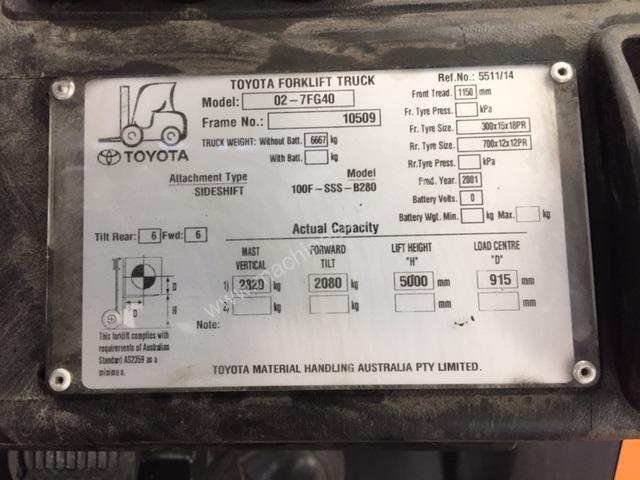 TOYOTA FORKLIFT TRUCK
Ref.No.: 5511/14
Model: 02-7FG40
Frame No.: 10509
TRUCK WEIGHT: Without Batt. 6667 kg
With Batt. kg
TOYOTA
Attachment Type Model
SIDESHIFT 100F-SSS-B280
Front Tread. 1150 mm
Fr. Tyre Press. kPa
Fr. Tyre Size. 300x15x18PR
Rr. Tyre Size. 700x12x12PR
Rr.Tyre Press. kPa
Prod. Year. 2001
Battery Volts. 0
Battery Wgt. Min. kg Max. kg
Tilt Rear: 6 Fwd: 6
Actual Capacity
MAST VERTICAL FORWARD TILT LIFT HEIGHT "H" LOAD CENTRE "D"
1) 2820 kg 2080 kg 5000 mm 915 mm
2) kg kg mm mm
Note:
D
D
H
This forklift complies with
requirements of Australian
Standard AS2359 as a
minimum.
TOYOTA MATERIAL HANDLING AUSTRALIA PTY LIMITED.